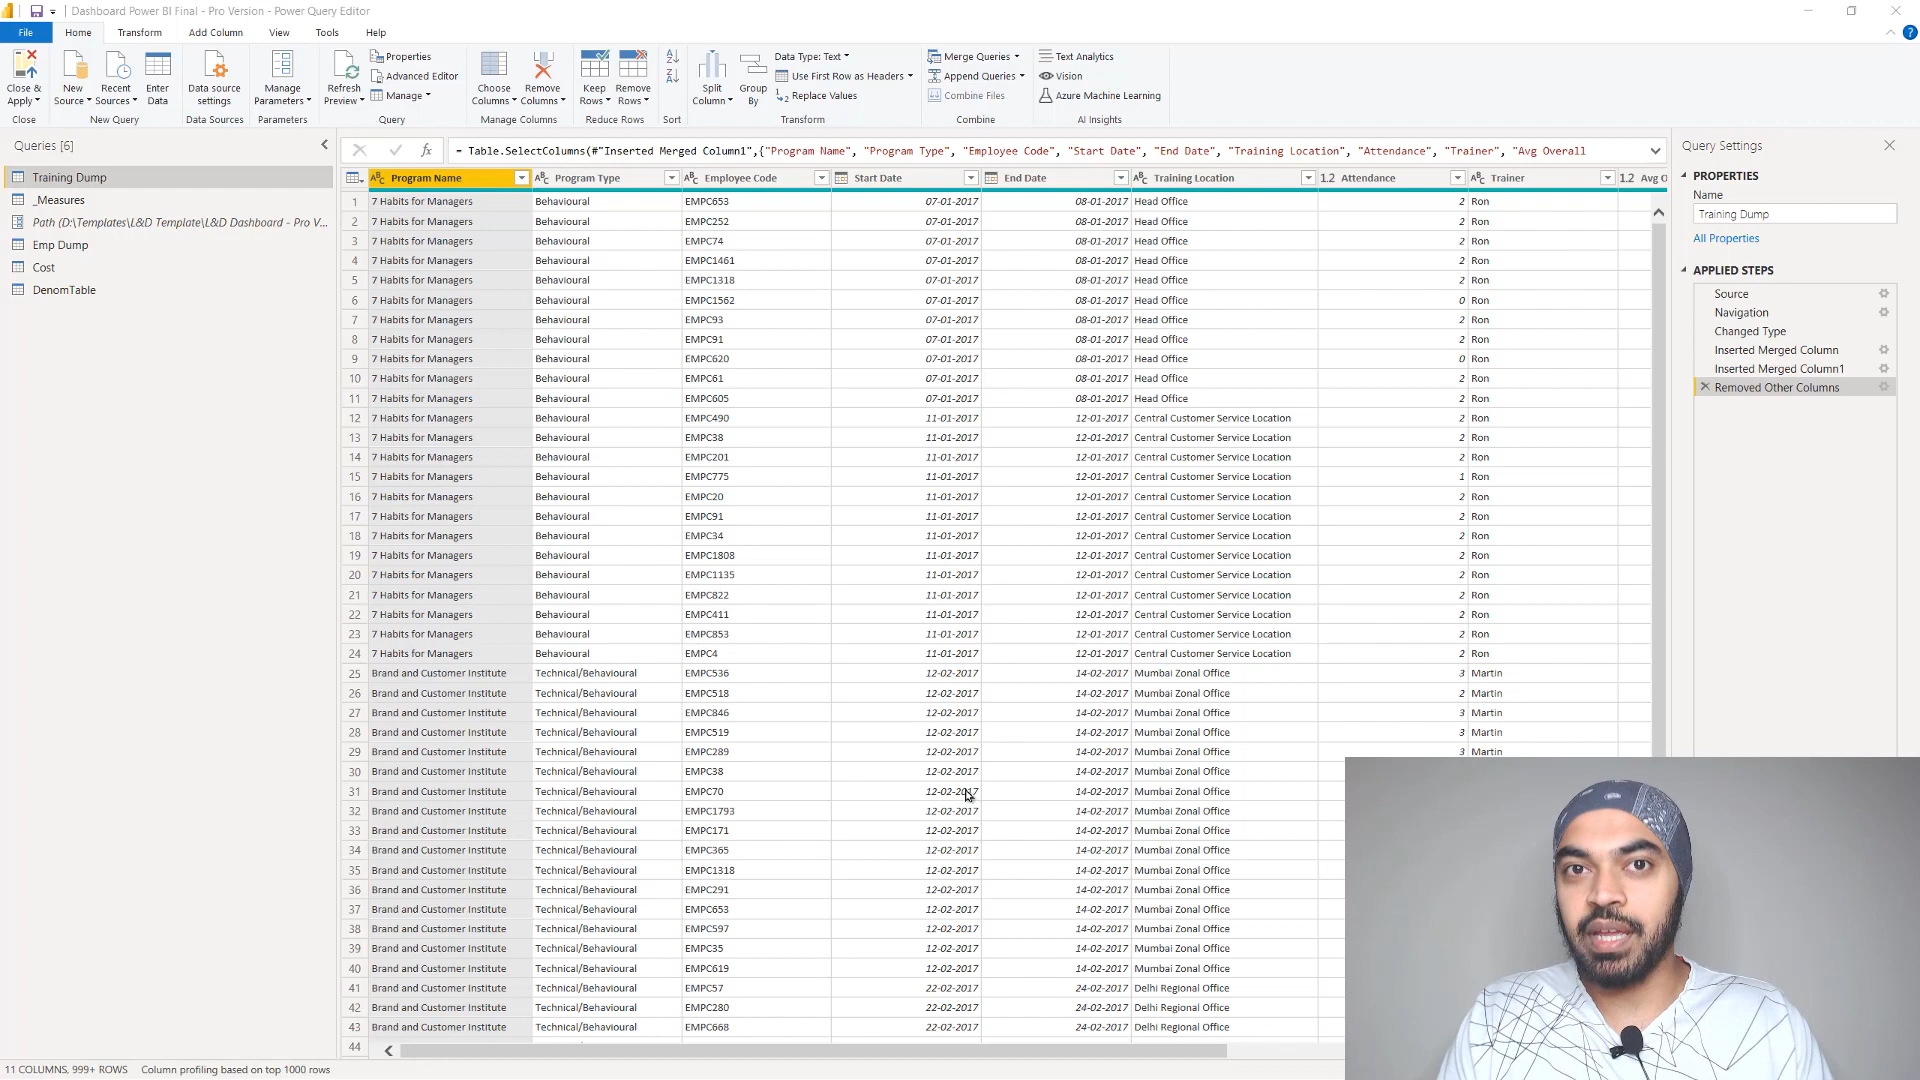 Dashboard Power BI Final - Pro Version - Power Query Editor
File Home Transform Add Column View Tools Help
Close & Apply New Source Recent Sources Enter Data Data source settings Manage Parameters Refresh Preview Properties Advanced Editor Manage Choose Columns Remove Columns Keep Rows Remove Rows Split Column Group By Data Type: Text Use First Row as Headers Replace Values Merge Queries Append Queries Combine Files Text Analytics Vision Azure Machine Learning
Close New Query Data Sources Parameters Query Manage Columns Reduce Rows Sort Transform Combine AI Insights
Queries [6]
Training Dump
_Measures
Path (D:\Templates\L&D Template\L&D Dashboard - Pro V...
Emp Dump
Cost
DenomTable
= Table.SelectColumns(#"Inserted Merged Column1",{"Program Name", "Program Type", "Employee Code", "Start Date", "End Date", "Training Location", "Attendance", "Trainer", "Avg Overall
Program Name Program Type Employee Code Start Date End Date Training Location 1.2 Attendance Trainer 1.2 Avg O
1 7 Habits for Managers Behavioural EMPC653 07-01-2017 08-01-2017 Head Office 2 Ron
2 7 Habits for Managers Behavioural EMPC252 07-01-2017 08-01-2017 Head Office 2 Ron
3 7 Habits for Managers Behavioural EMPC74 07-01-2017 08-01-2017 Head Office 2 Ron
4 7 Habits for Managers Behavioural EMPC1461 07-01-2017 08-01-2017 Head Office 2 Ron
5 7 Habits for Managers Behavioural EMPC1318 07-01-2017 08-01-2017 Head Office 2 Ron
6 7 Habits for Managers Behavioural EMPC1562 07-01-2017 08-01-2017 Head Office 0 Ron
7 7 Habits for Managers Behavioural EMPC93 07-01-2017 08-01-2017 Head Office 2 Ron
8 7 Habits for Managers Behavioural EMPC91 07-01-2017 08-01-2017 Head Office 2 Ron
9 7 Habits for Managers Behavioural EMPC620 07-01-2017 08-01-2017 Head Office 0 Ron
10 7 Habits for Managers Behavioural EMPC61 07-01-2017 08-01-2017 Head Office 2 Ron
11 7 Habits for Managers Behavioural EMPC605 07-01-2017 08-01-2017 Head Office 2 Ron
12 7 Habits for Managers Behavioural EMPC490 11-01-2017 12-01-2017 Central Customer Service Location 2 Ron
13 7 Habits for Managers Behavioural EMPC38 11-01-2017 12-01-2017 Central Customer Service Location 2 Ron
14 7 Habits for Managers Behavioural EMPC201 11-01-2017 12-01-2017 Central Customer Service Location 2 Ron
15 7 Habits for Managers Behavioural EMPC775 11-01-2017 12-01-2017 Central Customer Service Location 1 Ron
16 7 Habits for Managers Behavioural EMPC20 11-01-2017 12-01-2017 Central Customer Service Location 2 Ron
17 7 Habits for Managers Behavioural EMPC91 11-01-2017 12-01-2017 Central Customer Service Location 2 Ron
18 7 Habits for Managers Behavioural EMPC34 11-01-2017 12-01-2017 Central Customer Service Location 2 Ron
19 7 Habits for Managers Behavioural EMPC1808 11-01-2017 12-01-2017 Central Customer Service Location 2 Ron
20 7 Habits for Managers Behavioural EMPC1135 11-01-2017 12-01-2017 Central Customer Service Location 2 Ron
21 7 Habits for Managers Behavioural EMPC822 11-01-2017 12-01-2017 Central Customer Service Location 2 Ron
22 7 Habits for Managers Behavioural EMPC411 11-01-2017 12-01-2017 Central Customer Service Location 2 Ron
23 7 Habits for Managers Behavioural EMPC853 11-01-2017 12-01-2017 Central Customer Service Location 2 Ron
24 7 Habits for Managers Behavioural EMPC4 11-01-2017 12-01-2017 Central Customer Service Location 2 Ron
25 Brand and Customer Institute Technical/Behavioural EMPC536 12-02-2017 14-02-2017 Mumbai Zonal Office 3 Martin
26 Brand and Customer Institute Technical/Behavioural EMPC518 12-02-2017 14-02-2017 Mumbai Zonal Office 2 Martin
27 Brand and Customer Institute Technical/Behavioural EMPC846 12-02-2017 14-02-2017 Mumbai Zonal Office 3 Martin
28 Brand and Customer Institute Technical/Behavioural EMPC519 12-02-2017 14-02-2017 Mumbai Zonal Office 3 Martin
29 Brand and Customer Institute Technical/Behavioural EMPC289 12-02-2017 14-02-2017 Mumbai Zonal Office 3 Martin
30 Brand and Customer Institute Technical/Behavioural EMPC38 12-02-2017 14-02-2017 Mumbai Zonal Office
31 Brand and Customer Institute Technical/Behavioural EMPC70 12-02-2017 14-02-2017 Mumbai Zonal Office
32 Brand and Customer Institute Technical/Behavioural EMPC1793 12-02-2017 14-02-2017 Mumbai Zonal Office
33 Brand and Customer Institute Technical/Behavioural EMPC171 12-02-2017 14-02-2017 Mumbai Zonal Office
34 Brand and Customer Institute Technical/Behavioural EMPC365 12-02-2017 14-02-2017 Mumbai Zonal Office
35 Brand and Customer Institute Technical/Behavioural EMPC1318 12-02-2017 14-02-2017 Mumbai Zonal Office
36 Brand and Customer Institute Technical/Behavioural EMPC291 12-02-2017 14-02-2017 Mumbai Zonal Office
37 Brand and Customer Institute Technical/Behavioural EMPC653 12-02-2017 14-02-2017 Mumbai Zonal Office
38 Brand and Customer Institute Technical/Behavioural EMPC597 12-02-2017 14-02-2017 Mumbai Zonal Office
39 Brand and Customer Institute Technical/Behavioural EMPC35 12-02-2017 14-02-2017 Mumbai Zonal Office
40 Brand and Customer Institute Technical/Behavioural EMPC619 12-02-2017 14-02-2017 Mumbai Zonal Office
41 Brand and Customer Institute Technical/Behavioural EMPC57 22-02-2017 24-02-2017 Delhi Regional Office
42 Brand and Customer Institute Technical/Behavioural EMPC280 22-02-2017 24-02-2017 Delhi Regional Office
43 Brand and Customer Institute Technical/Behavioural EMPC668 22-02-2017 24-02-2017 Delhi Regional Office
44
Query Settings
PROPERTIES
Name
Training Dump
All Properties
APPLIED STEPS
Source
Navigation
Changed Type
Inserted Merged Column
Inserted Merged Column1
Removed Other Columns
11 COLUMNS, 999+ ROWS Column profiling based on top 1000 rows